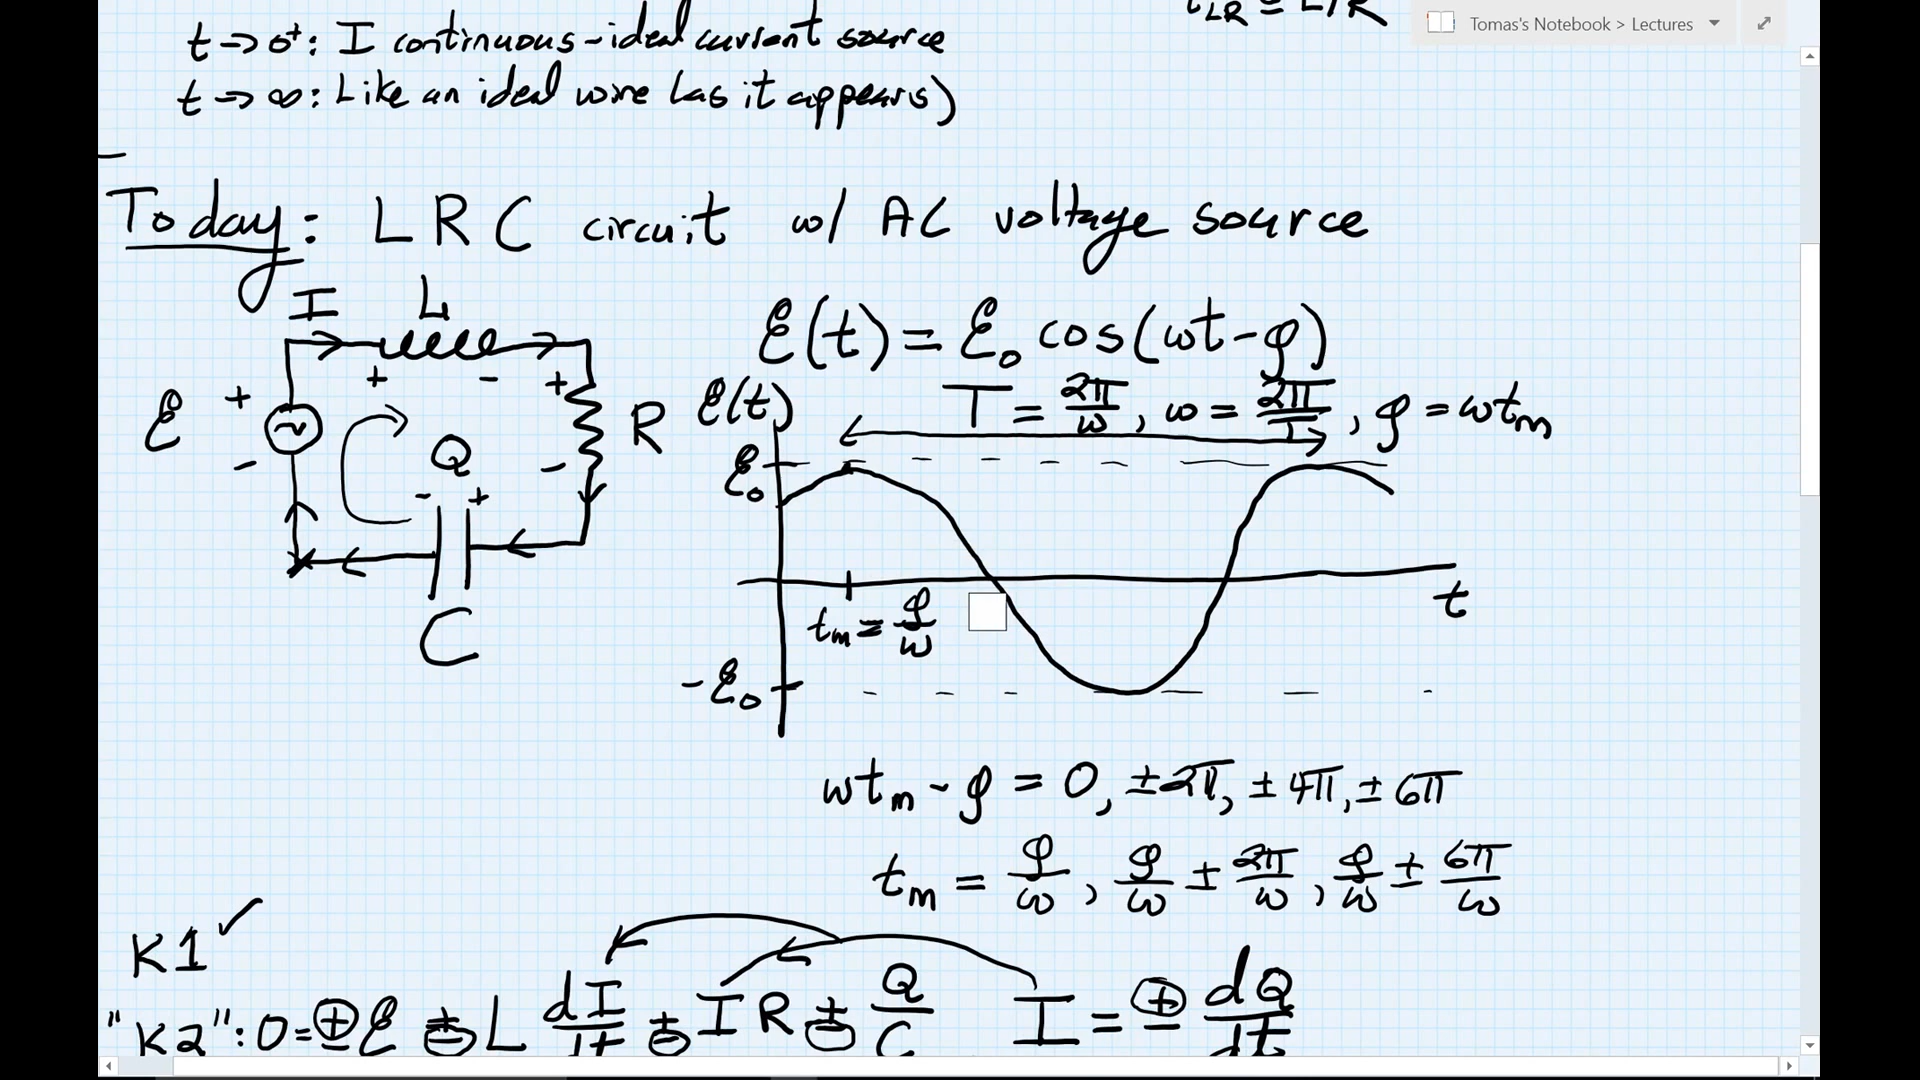 τLR = L/R
Tomas's Notebook > Lectures
t → 0⁺: I continuous - ideal current source
t → ∞: Like an ideal wire (as it appears)
Today: LRC circuit w/ AC voltage source
I L
ℰ(t) = ℰ₀ cos(ωt-φ)
ℰ + + - + R
ℰ(t) T = 2π/ω, ω = 2π/T, φ = ωtₘ
- Q - + -
ℰ₀
C
tₘ = φ/ω
t
-ℰ₀
ωtₘ - φ = 0, ±2π, ±4π, ±6π
tₘ = φ/ω, φ/ω ± 2π/ω, φ/ω ± 6π/ω
K1 ✓
"K2": 0 = ±ℰ ± L dI/dt ± IR ± Q/C I = ± dQ/dt